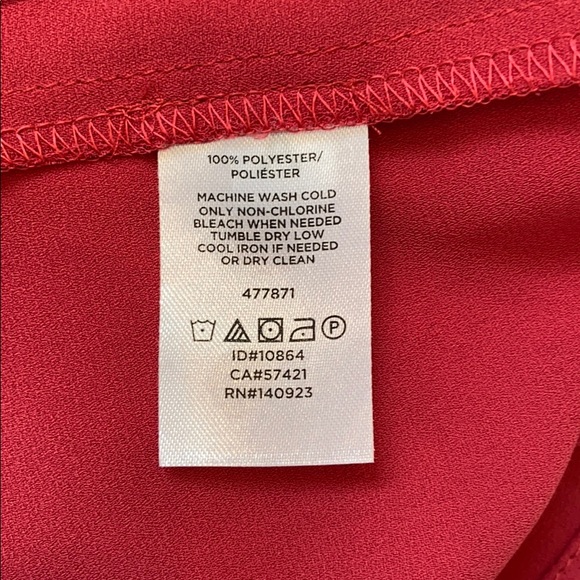 100% POLYESTER/
POLIÉSTER
MACHINE WASH COLD
ONLY NON-CHLORINE
BLEACH WHEN NEEDED
TUMBLE DRY LOW
COOL IRON IF NEEDED
OR DRY CLEAN
477871
P
ID#10864
CA#57421
RN#140923